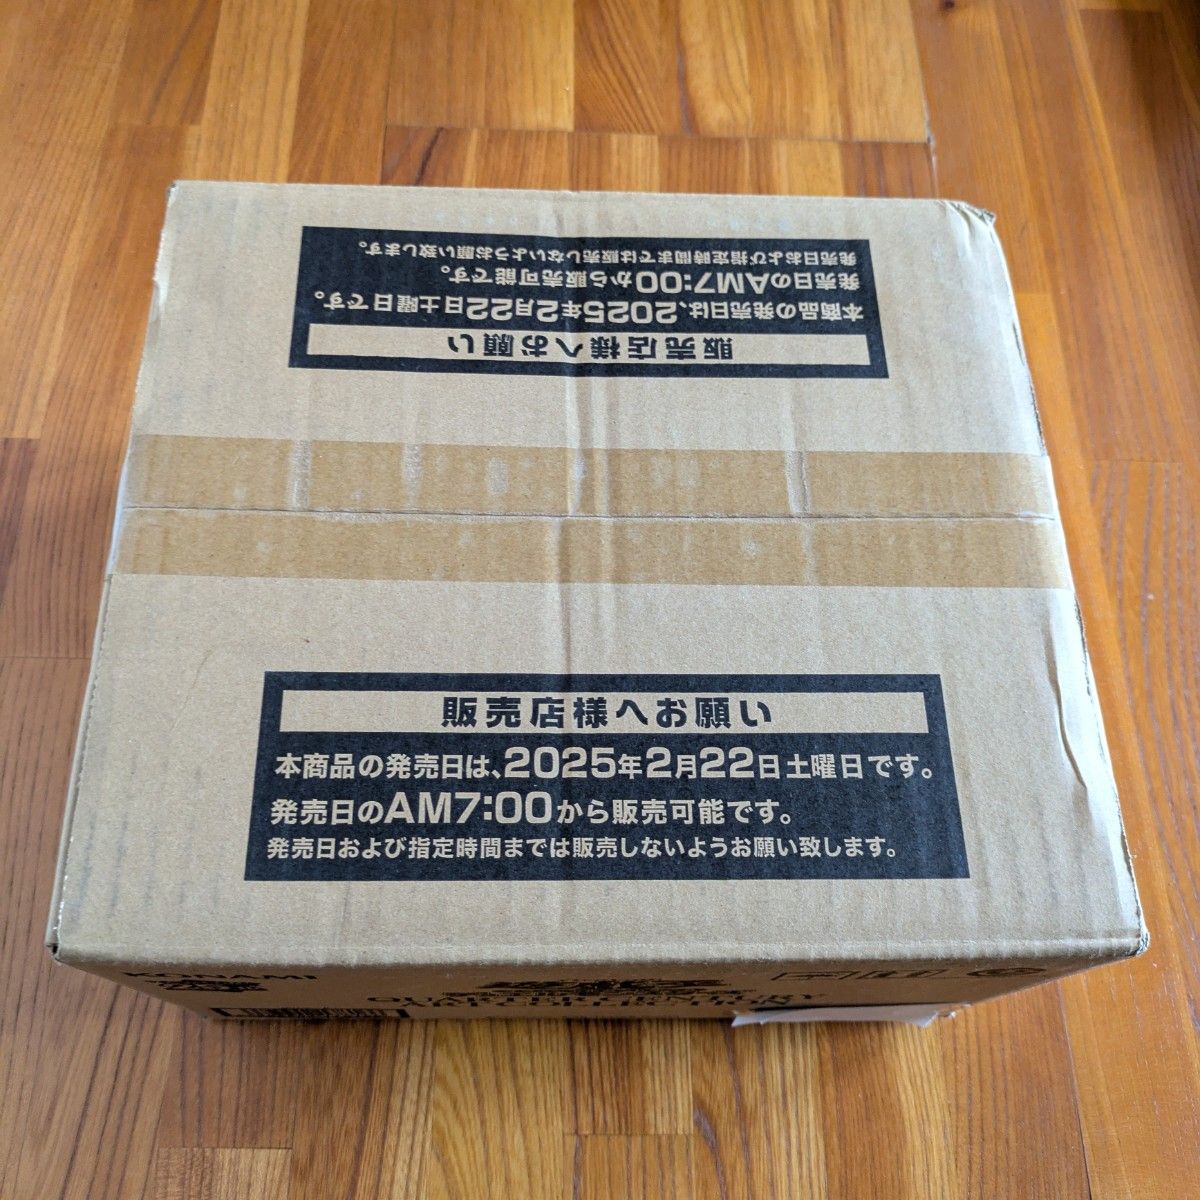 発売日および指定時間までは販売しないようお願い致します。
発売日のAM7:00から販売可能です。
本商品の発売日は、2025年2月22日土曜日です。
販売店様へお願い
販売店様へお願い
本商品の発売日は、2025年2月22日土曜日です。
発売日のAM7:00から販売可能です。
発売日および指定時間までは販売しないようお願い致します。
KONAMI
QUARTER CENTURY